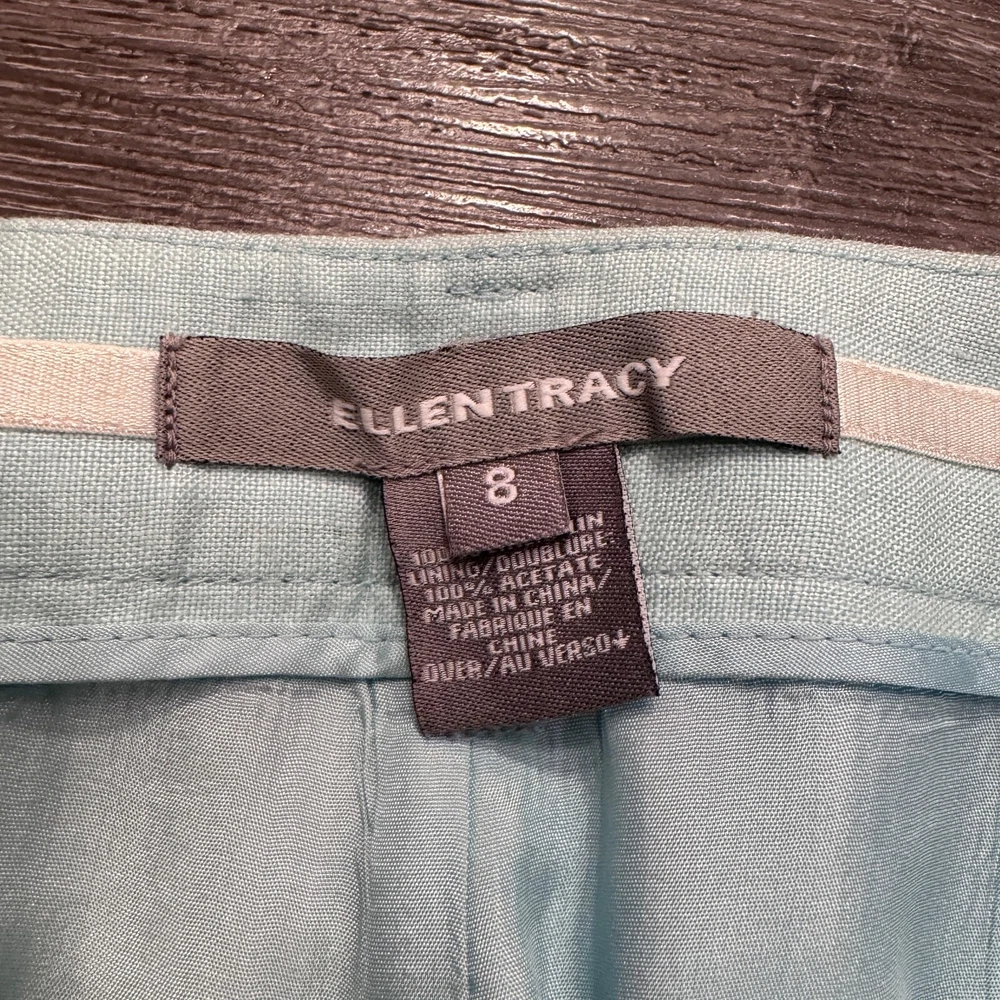 ELLEN TRACY
8
LIN
LINING/DOUBLURE:
100% ACETATE
MADE IN CHINA/
FABRIQUE EN
CHINE
OVER/AU VERSO↓